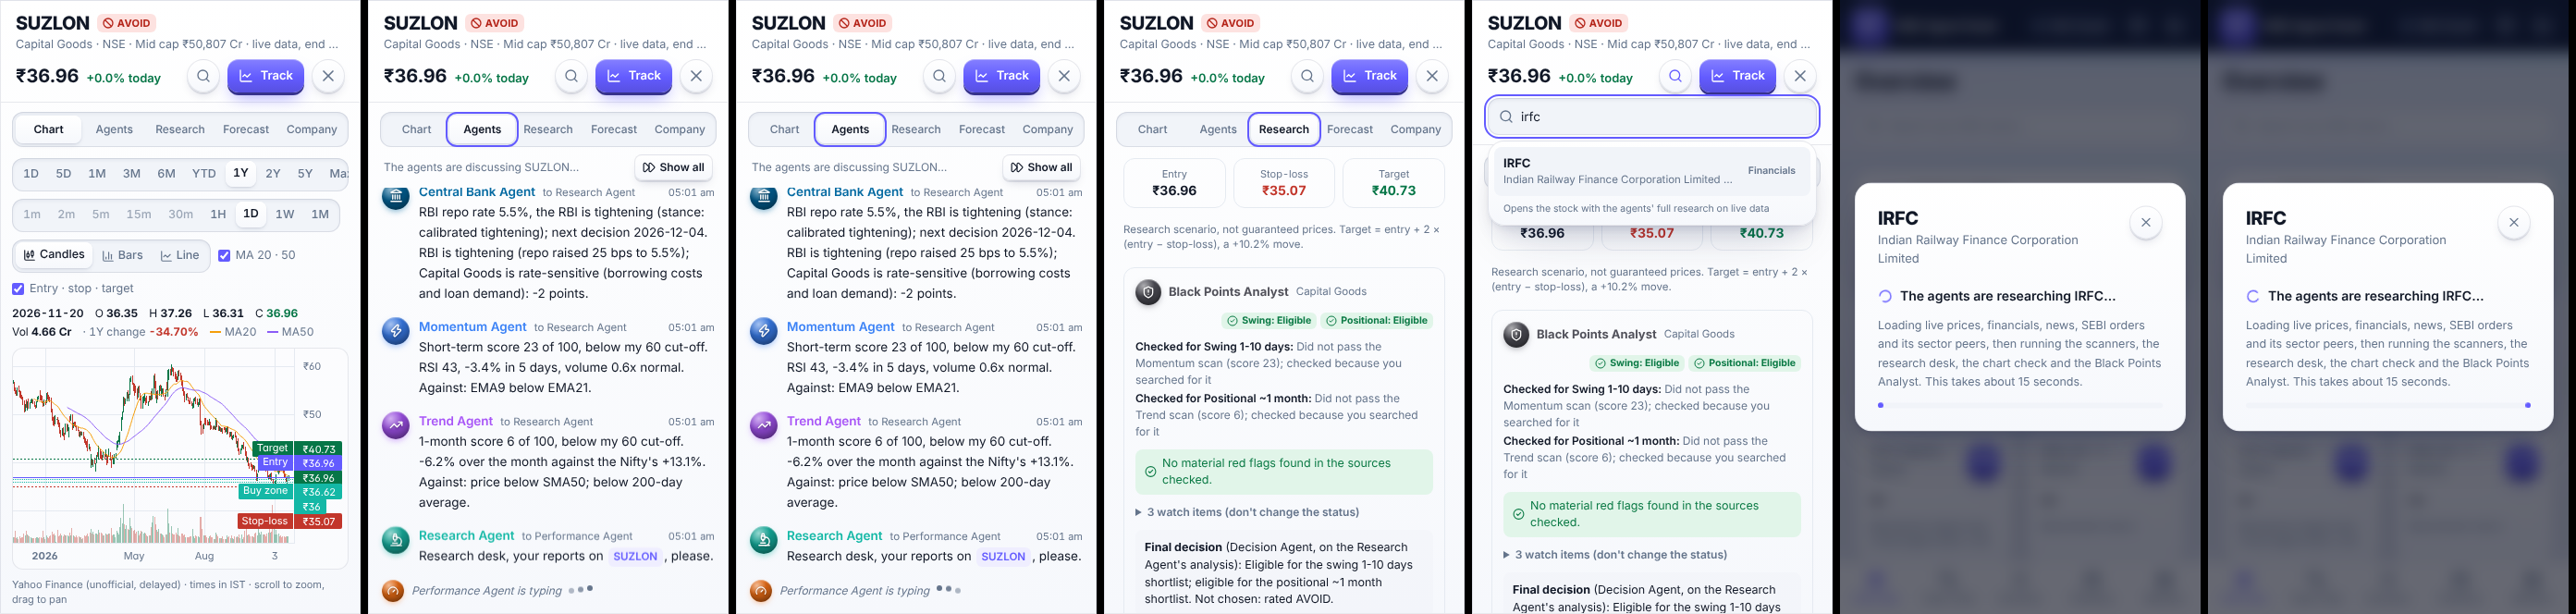 SUZLON AVOID
Capital Goods · NSE · Mid cap ₹50,807 Cr · live data, end ...
₹36.96 +0.0% today Track
Chart Agents Research Forecast Company
1D 5D 1M 3M 6M YTD 1Y 2Y 5Y Max
1m 2m 5m 15m 30m 1H 1D 1W 1M
Candles Bars Line MA 20 · 50
Entry · stop · target
2026-11-20 O 36.35 H 37.26 L 36.31 C 36.96
Vol 4.66 Cr · 1Y change -34.70% MA20 MA50
₹60
₹50
Target ₹40.73
Entry ₹36.96
₹36.96
Buy zone ₹36.62
₹36
Stop-loss ₹35.07
2026 May Aug 3
Yahoo Finance (unofficial, delayed) · times in IST · scroll to zoom,
drag to pan
SUZLON AVOID
Capital Goods · NSE · Mid cap ₹50,807 Cr · live data, end ...
₹36.96 +0.0% today Track
Chart Agents Research Forecast Company
The agents are discussing SUZLON... Show all
Central Bank Agent to Research Agent 05:01 am
RBI repo rate 5.5%, the RBI is tightening (stance:
calibrated tightening); next decision 2026-12-04.
RBI is tightening (repo raised 25 bps to 5.5%);
Capital Goods is rate-sensitive (borrowing costs
and loan demand): -2 points.
Momentum Agent to Research Agent 05:01 am
Short-term score 23 of 100, below my 60 cut-off.
RSI 43, -3.4% in 5 days, volume 0.6x normal.
Against: EMA9 below EMA21.
Trend Agent to Research Agent 05:01 am
1-month score 6 of 100, below my 60 cut-off.
-6.2% over the month against the Nifty's +13.1%.
Against: price below SMA50; below 200-day
average.
Research Agent to Performance Agent 05:01 am
Research desk, your reports on SUZLON , please.
Performance Agent is typing
SUZLON AVOID
Capital Goods · NSE · Mid cap ₹50,807 Cr · live data, end ...
₹36.96 +0.0% today Track
Chart Agents Research Forecast Company
The agents are discussing SUZLON... Show all
Central Bank Agent to Research Agent 05:01 am
RBI repo rate 5.5%, the RBI is tightening (stance:
calibrated tightening); next decision 2026-12-04.
RBI is tightening (repo raised 25 bps to 5.5%);
Capital Goods is rate-sensitive (borrowing costs
and loan demand): -2 points.
Momentum Agent to Research Agent 05:01 am
Short-term score 23 of 100, below my 60 cut-off.
RSI 43, -3.4% in 5 days, volume 0.6x normal.
Against: EMA9 below EMA21.
Trend Agent to Research Agent 05:01 am
1-month score 6 of 100, below my 60 cut-off.
-6.2% over the month against the Nifty's +13.1%.
Against: price below SMA50; below 200-day
average.
Research Agent to Performance Agent 05:01 am
Research desk, your reports on SUZLON , please.
Performance Agent is typing
SUZLON AVOID
Capital Goods · NSE · Mid cap ₹50,807 Cr · live data, end ...
₹36.96 +0.0% today Track
Chart Agents Research Forecast Company
Entry Stop-loss Target
₹36.96 ₹35.07 ₹40.73
Research scenario, not guaranteed prices. Target = entry + 2 ×
(entry − stop-loss), a +10.2% move.
Black Points Analyst Capital Goods
Swing: Eligible Positional: Eligible
Checked for Swing 1-10 days: Did not pass the
Momentum scan (score 23); checked because you
searched for it
Checked for Positional ~1 month: Did not pass the
Trend scan (score 6); checked because you searched
for it
No material red flags found in the sources
checked.
3 watch items (don't change the status)
Final decision (Decision Agent, on the Research
Agent's analysis): Eligible for the swing 1-10 days
shortlist; eligible for the positional ~1 month
shortlist. Not chosen: rated AVOID.
SUZLON AVOID
Capital Goods · NSE · Mid cap ₹50,807 Cr · live data, end ...
₹36.96 +0.0% today Track
irfc
IRFC
Indian Railway Finance Corporation Limited ... Financials
Opens the stock with the agents' full research on live data
₹36.96 ₹35.07 ₹40.73
Research scenario, not guaranteed prices. Target = entry + 2 ×
(entry − stop-loss), a +10.2% move.
Black Points Analyst Capital Goods
Swing: Eligible Positional: Eligible
Checked for Swing 1-10 days: Did not pass the
Momentum scan (score 23); checked because you
searched for it
Checked for Positional ~1 month: Did not pass the
Trend scan (score 6); checked because you searched
for it
No material red flags found in the sources
checked.
3 watch items (don't change the status)
Final decision (Decision Agent, on the Research
Agent's analysis): Eligible for the swing 1-10 days
IRFC
Indian Railway Finance Corporation
Limited
The agents are researching IRFC...
Loading live prices, financials, news, SEBI orders
and its sector peers, then running the scanners, the
research desk, the chart check and the Black Points
Analyst. This takes about 15 seconds.
IRFC
Indian Railway Finance Corporation
Limited
The agents are researching IRFC...
Loading live prices, financials, news, SEBI orders
and its sector peers, then running the scanners, the
research desk, the chart check and the Black Points
Analyst. This takes about 15 seconds.